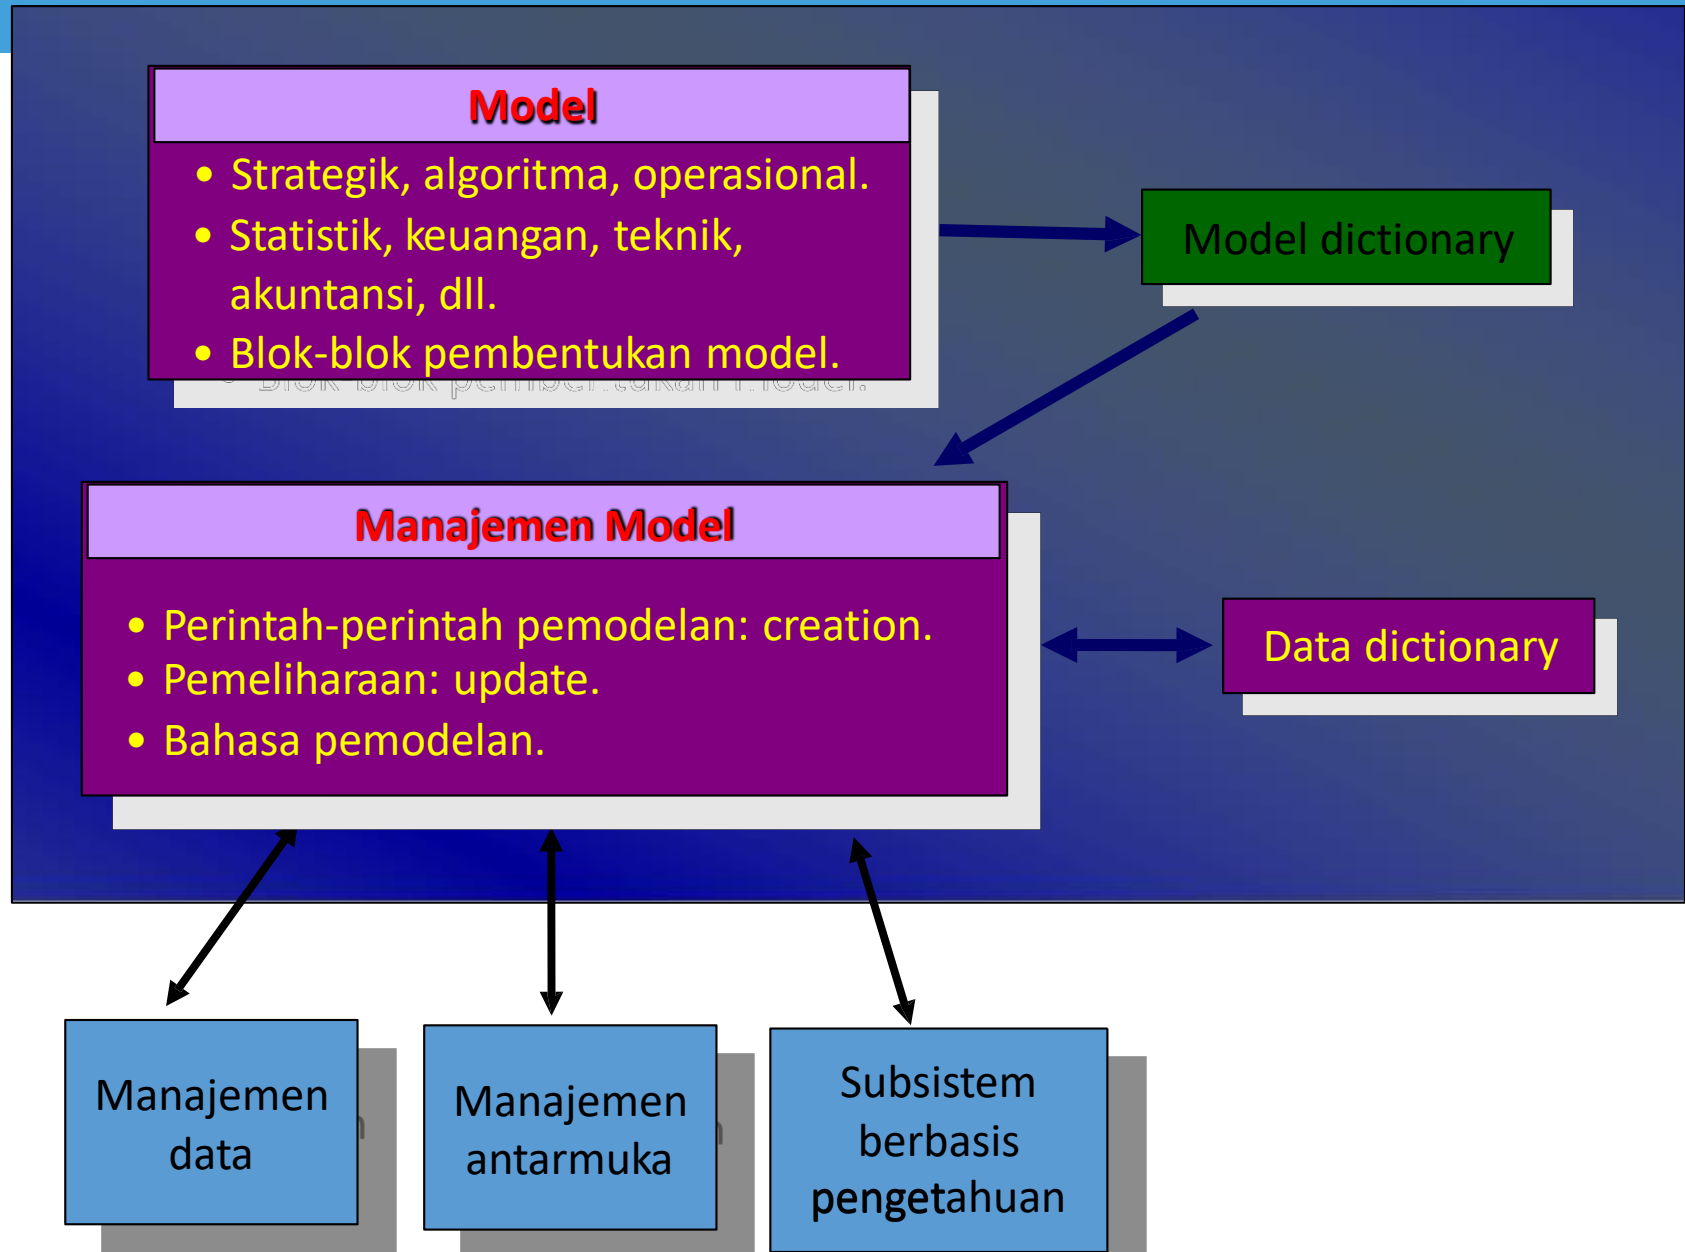 Model
• Strategik, algoritma, operasional.
• Statistik, keuangan, teknik,
akuntansi, dll.
• Blok-blok pembentukan model.
Model dictionary
Manajemen Model
• Perintah-perintah pemodelan: creation.
• Pemeliharaan: update.
• Bahasa pemodelan.
Data dictionary
Manajemen
data
Manajemen
antarmuka
Subsistem
berbasis
pengetahuan